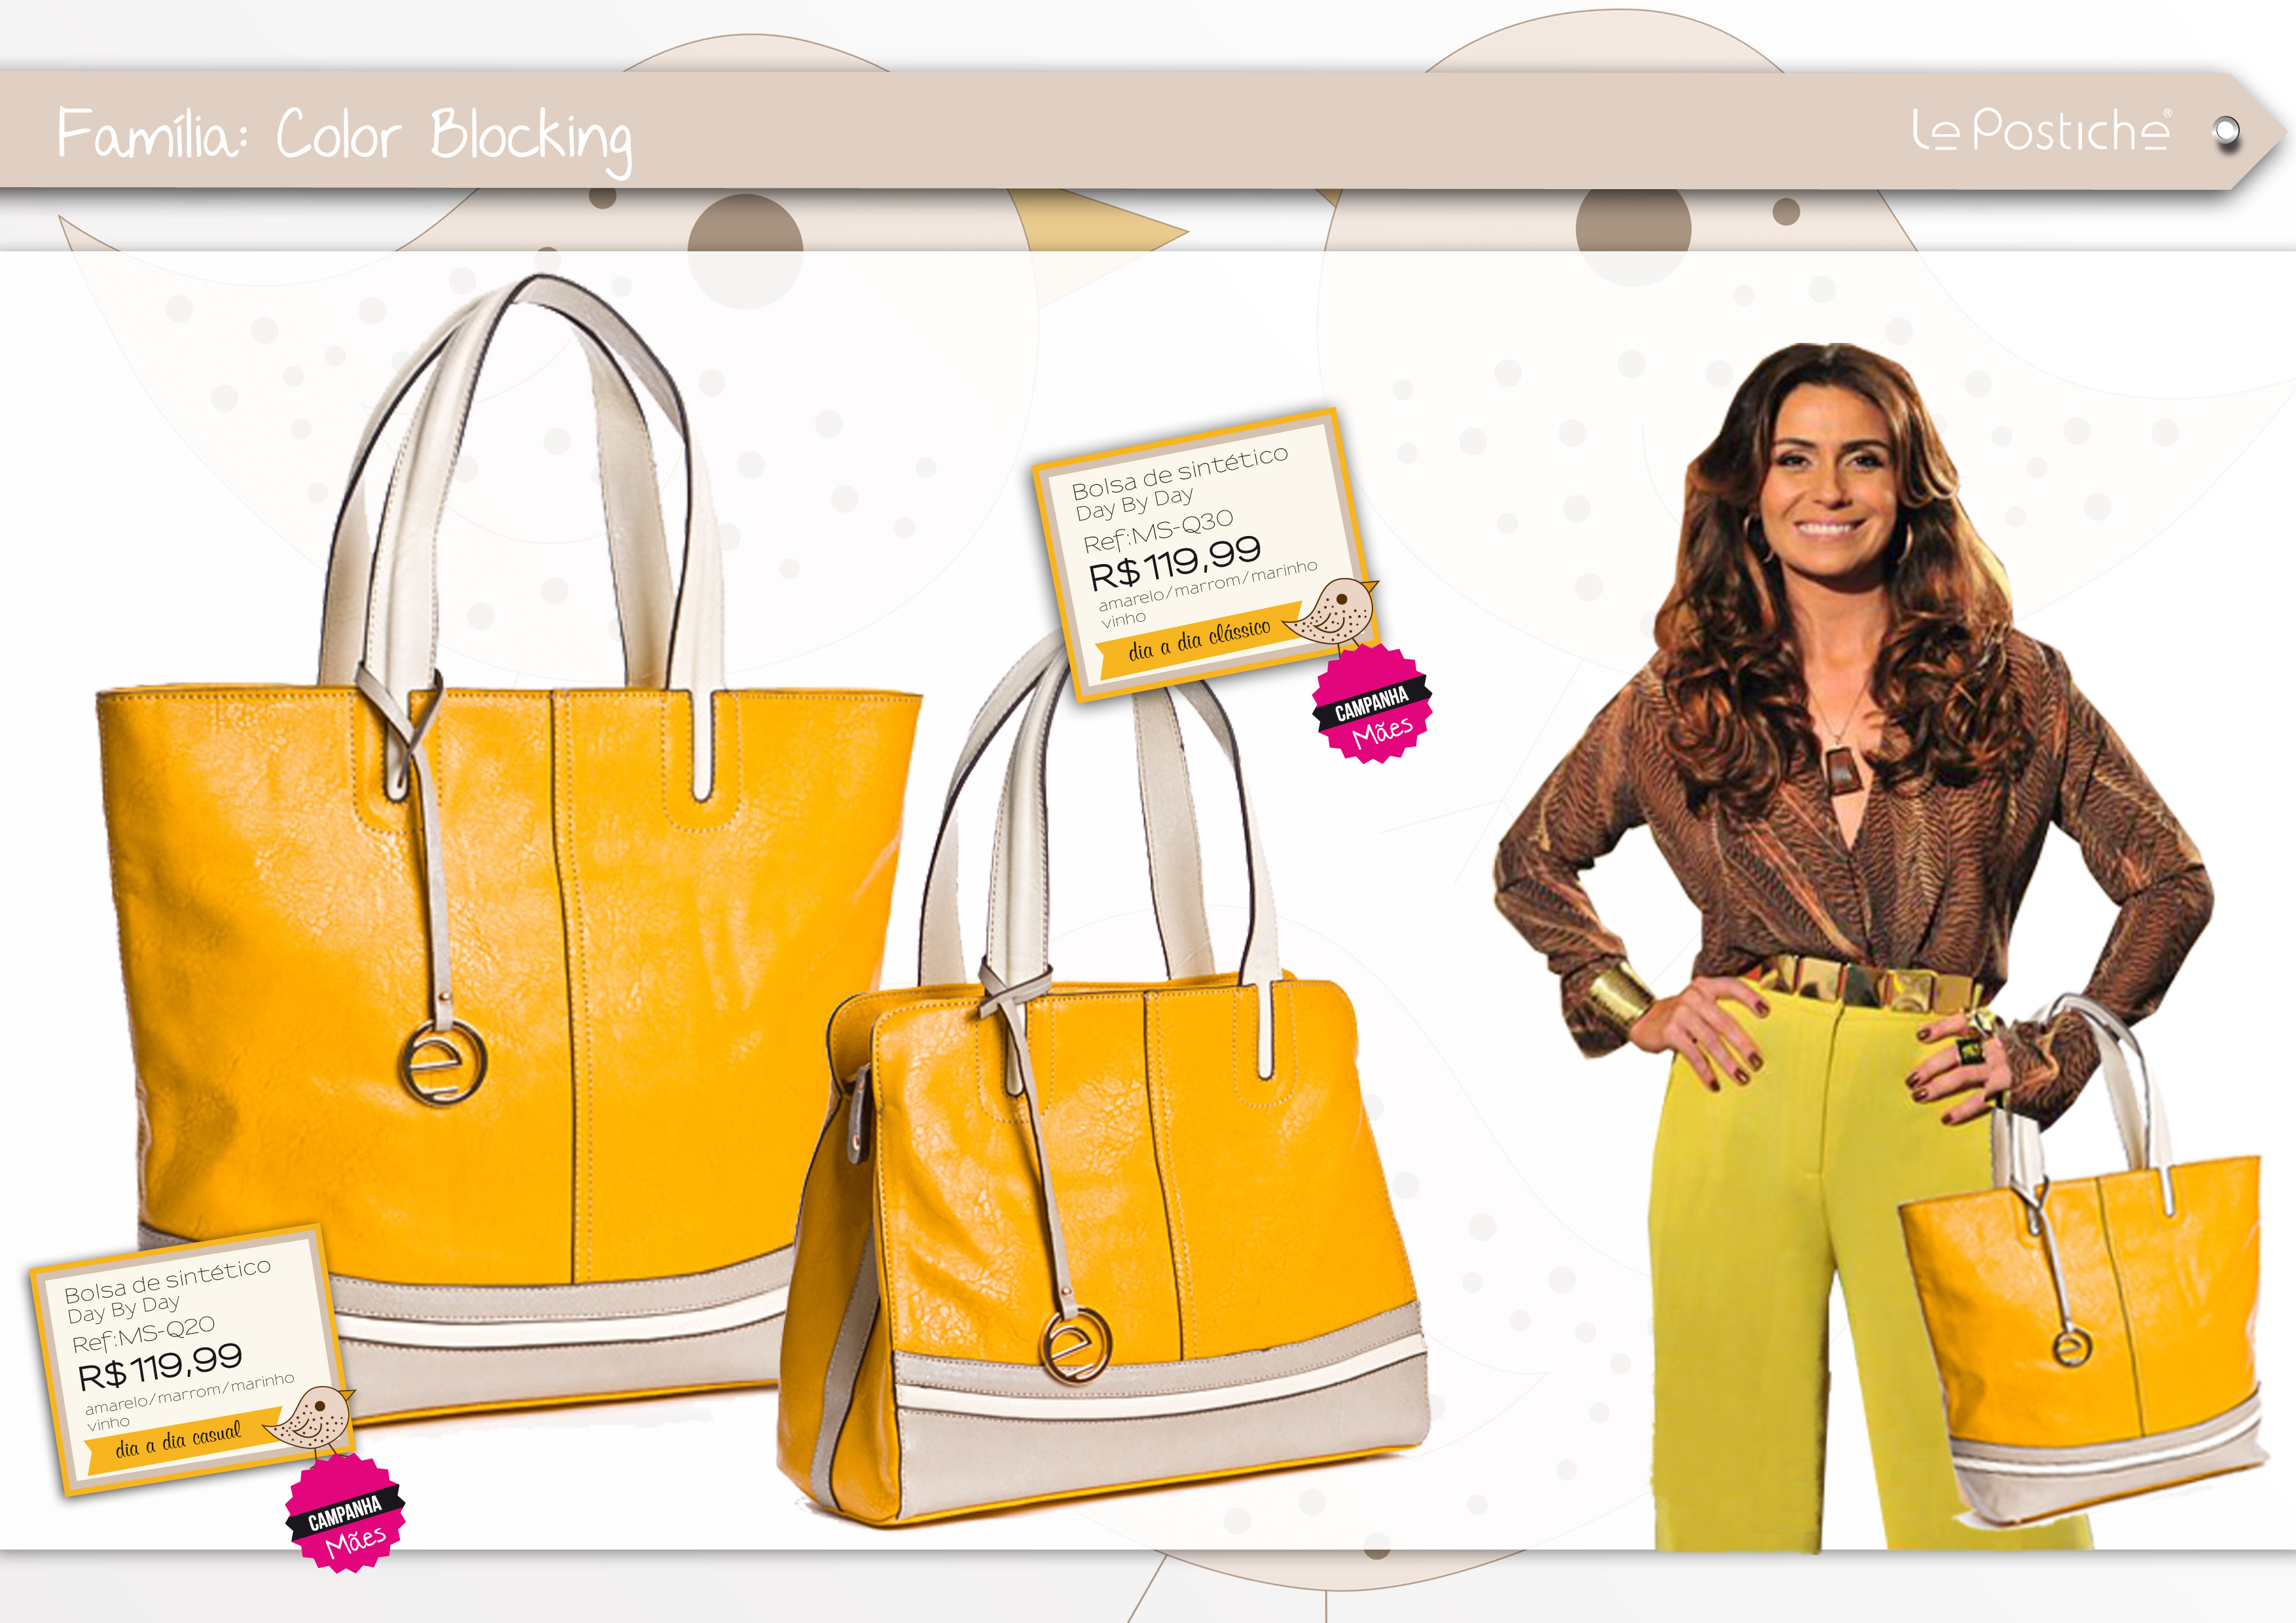 Família: Color Blocking
Le Postiche®
Bolsa de sintético
Day By Day
Ref:MS-Q30
R$119,99
amarelo/marrom/marinho
vinho
dia a dia clássico
CAMPANHA
Mães
Bolsa de sintético
Day By Day
Ref:MS-Q20
R$119,99
amarelo/marrom/marinho
vinho
dia a dia casual
CAMPANHA
Mães